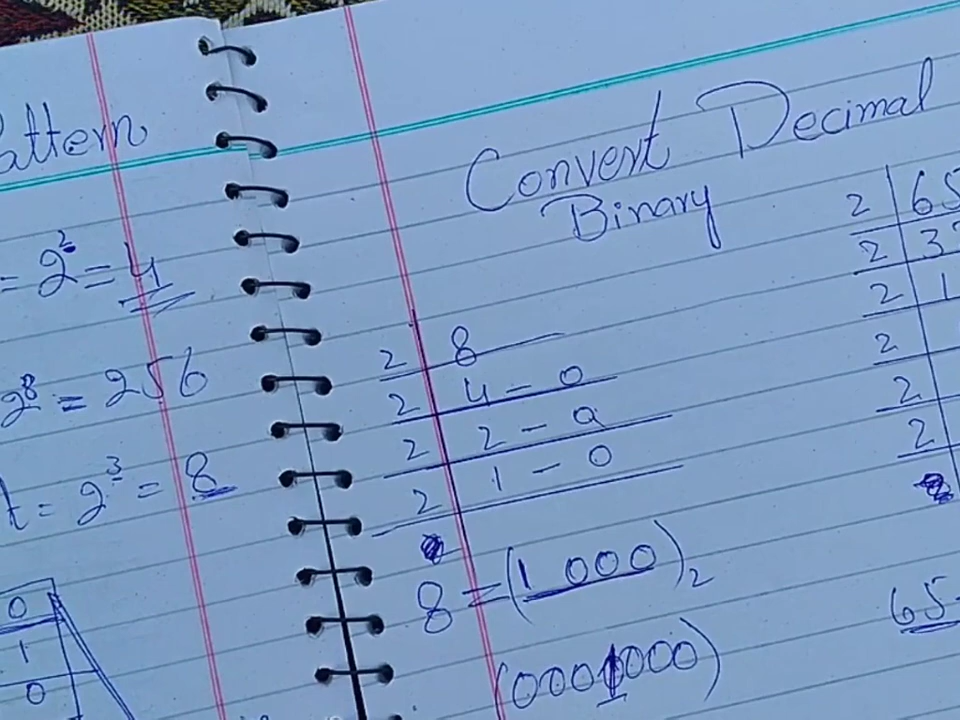 attern
= 2² = 4
2⁸ = 256
t = 2³ = 8
0
1
0
Convert Decimal
Binary
2 8
2 4 - 0
2 2 - 0
2 1 - 0
8 = (1 000)₂
(0001000)
2 65
2 3
2 1
2
2
2
65